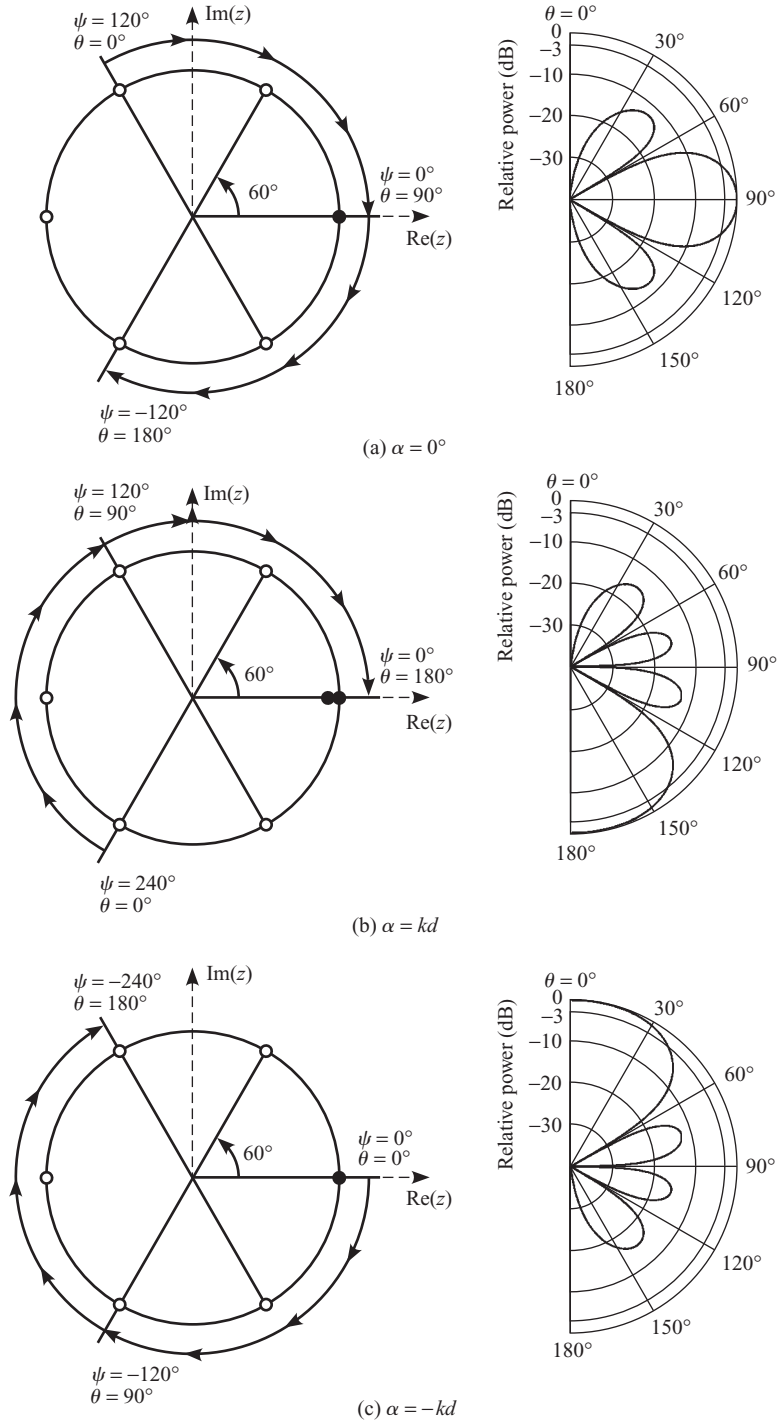 ψ = 120°
θ = 0°
Im(z)
60°
ψ = 0°
θ = 90°
Re(z)
ψ = −120°
θ = 180°
Relative power (dB)
θ = 0°
0
−3
−10
−20
−30
30°
60°
90°
120°
150°
180°
(a) α = 0°
ψ = 120°
θ = 90°
Im(z)
60°
ψ = 0°
θ = 180°
Re(z)
ψ = 240°
θ = 0°
Relative power (dB)
θ = 0°
0
−3
−10
−20
−30
30°
60°
90°
120°
150°
180°
(b) α = kd
ψ = −240°
θ = 180°
Im(z)
60°
ψ = 0°
θ = 0°
Re(z)
ψ = −120°
θ = 90°
Relative power (dB)
θ = 0°
0
−3
−10
−20
−30
30°
60°
90°
120°
150°
180°
(c) α = −kd